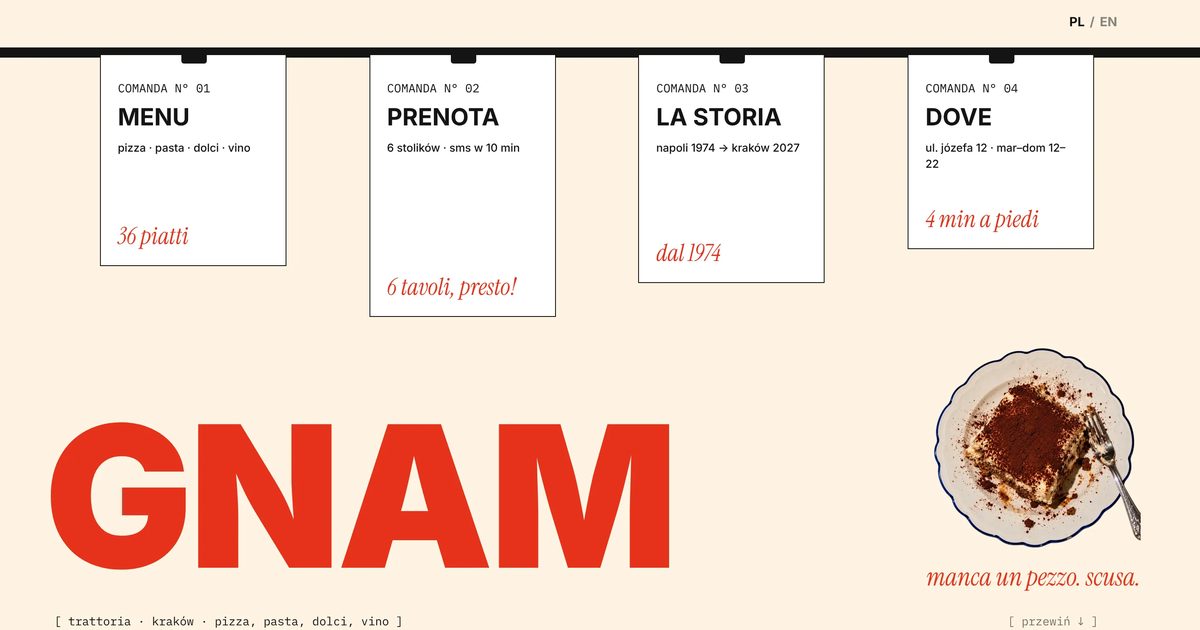 PL / EN
COMANDA N° 01
MENU
pizza · pasta · dolci · vino
36 piatti
COMANDA N° 02
PRENOTA
6 stolików · sms w 10 min
6 tavoli, presto!
COMANDA N° 03
LA STORIA
napoli 1974 → kraków 2027
dal 1974
COMANDA N° 04
DOVE
ul. józefa 12 · mar–dom 12–
22
4 min a piedi
GNAM
manca un pezzo. scusa.
[ trattoria · kraków · pizza, pasta, dolci, vino ]
[ przewiń ↓ ]